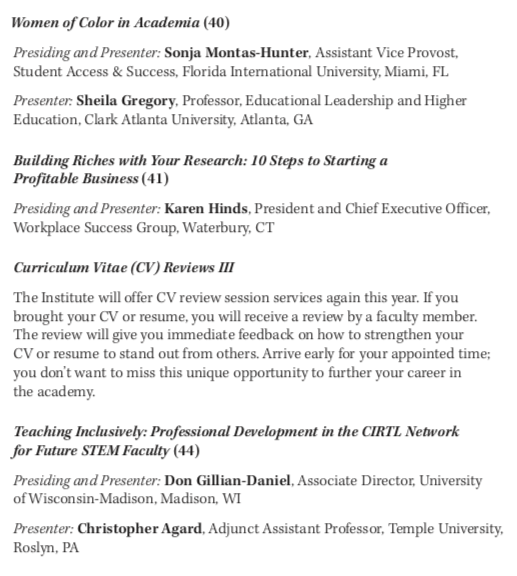 Women of Color in Academia (40)
Presiding and Presenter: Sonja Montas-Hunter, Assistant Vice Provost,
Student Access & Success, Florida International University, Miami, FL
Presenter: Sheila Gregory, Professor, Educational Leadership and Higher
Education, Clark Atlanta University, Atlanta, GA
Building Riches with Your Research: 10 Steps to Starting a
Profitable Business (41)
Presiding and Presenter: Karen Hinds, President and Chief Executive Officer,
Workplace Success Group, Waterbury, CT
Curriculum Vitae (CV) Reviews III
The Institute will offer CV review session services again this year. If you
brought your CV or resume, you will receive a review by a faculty member.
The review will give you immediate feedback on how to strengthen your
CV or resume to stand out from others. Arrive early for your appointed time;
you don't want to miss this unique opportunity to further your career in
the academy.
Teaching Inclusively: Professional Development in the CIRTL Network
for Future STEM Faculty (44)
Presiding and Presenter: Don Gillian-Daniel, Associate Director, University
of Wisconsin-Madison, Madison, WI
Presenter: Christopher Agard, Adjunct Assistant Professor, Temple University,
Roslyn, PA